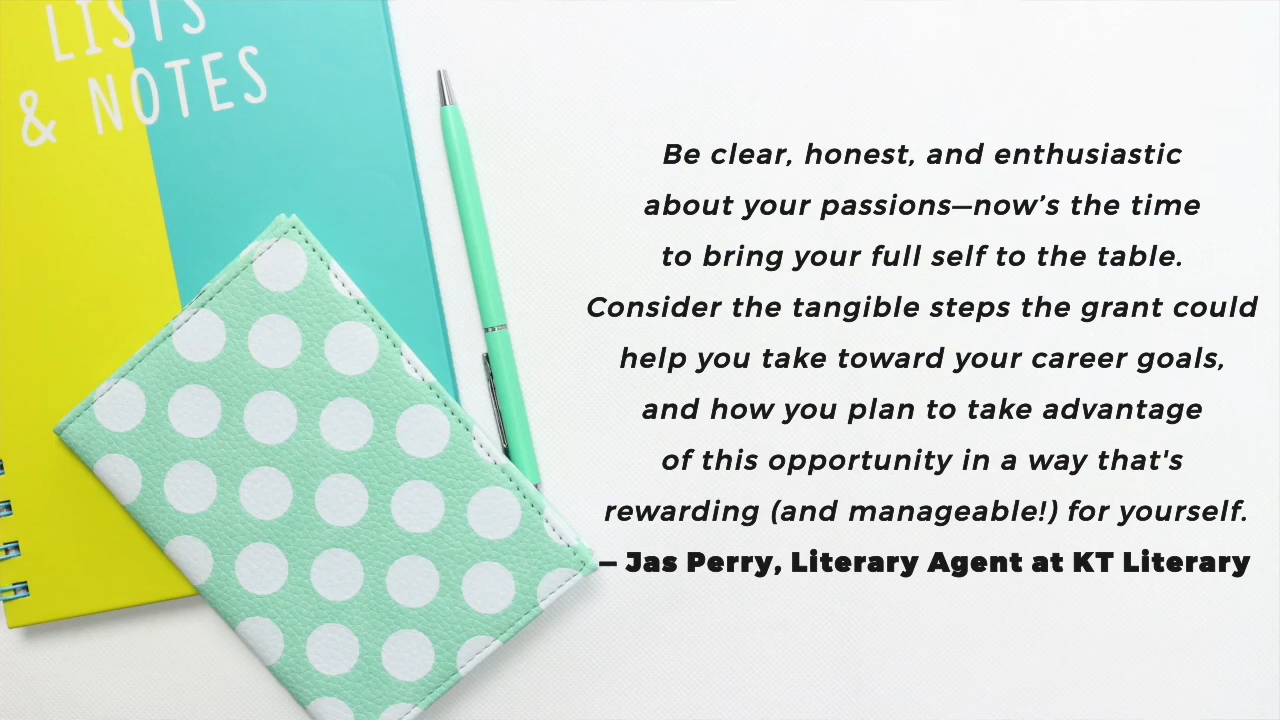 LISTS
& NOTES
Be clear, honest, and enthusiastic
about your passions—now’s the time
to bring your full self to the table.
Consider the tangible steps the grant could
help you take toward your career goals,
and how you plan to take advantage
of this opportunity in a way that's
rewarding (and manageable!) for yourself.
— Jas Perry, Literary Agent at KT Literary